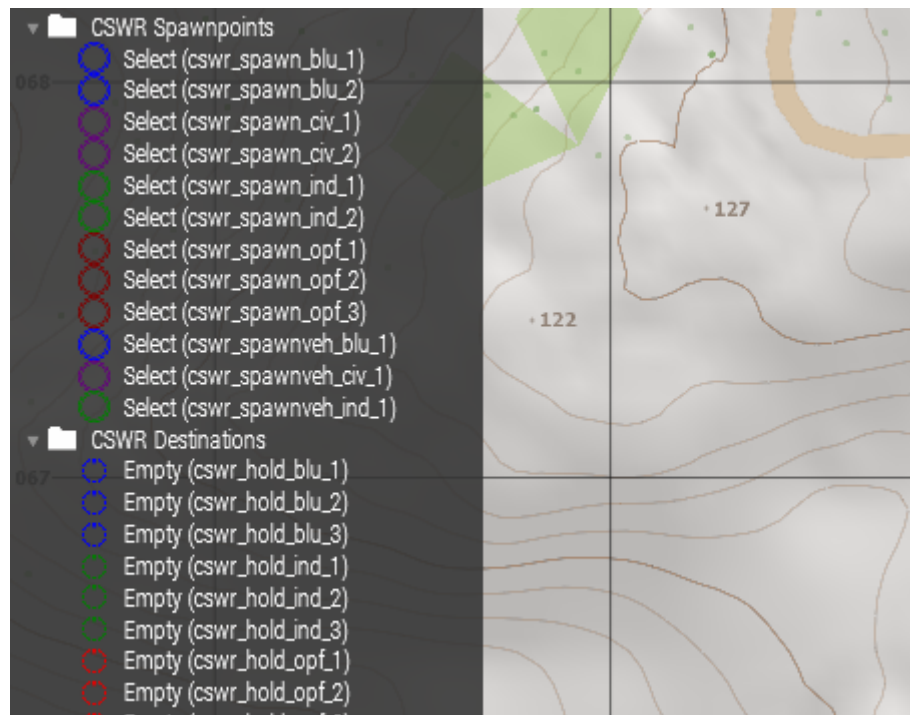 CSWR Spawnpoints
Select (cswr_spawn_blu_1)
068
Select (cswr_spawn_blu_2)
Select (cswr_spawn_civ_1)
Select (cswr_spawn_civ_2)
Select (cswr_spawn_ind_1)
127
Select (cswr_spawn_ind_2)
Select (cswr_spawn_opf_1)
Select (cswr_spawn_opf_2)
Select (cswr_spawn_opf_3)
122
Select (cswr_spawnveh_blu_1)
Select (cswr_spawnveh_civ_1)
Select (cswr_spawnveh_ind_1)
CSWR Destinations
Empty (cswr_hold_blu_1)
067
Empty (cswr_hold_blu_2)
Empty (cswr_hold_blu_3)
Empty (cswr_hold_ind_1)
Empty (cswr_hold_ind_2)
Empty (cswr_hold_ind_3)
Empty (cswr_hold_opf_1)
Empty (cswr_hold_opf_2)